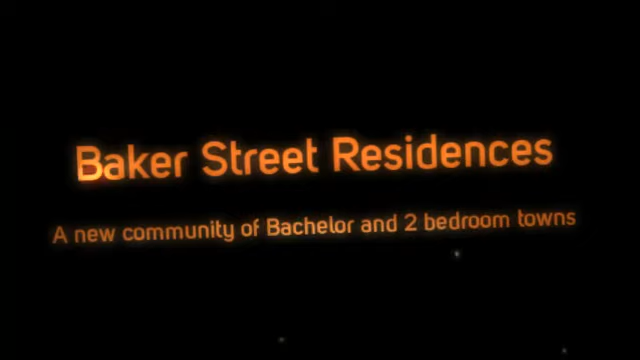 Baker Street Residences
A new community of Bachelor and 2 bedroom towns